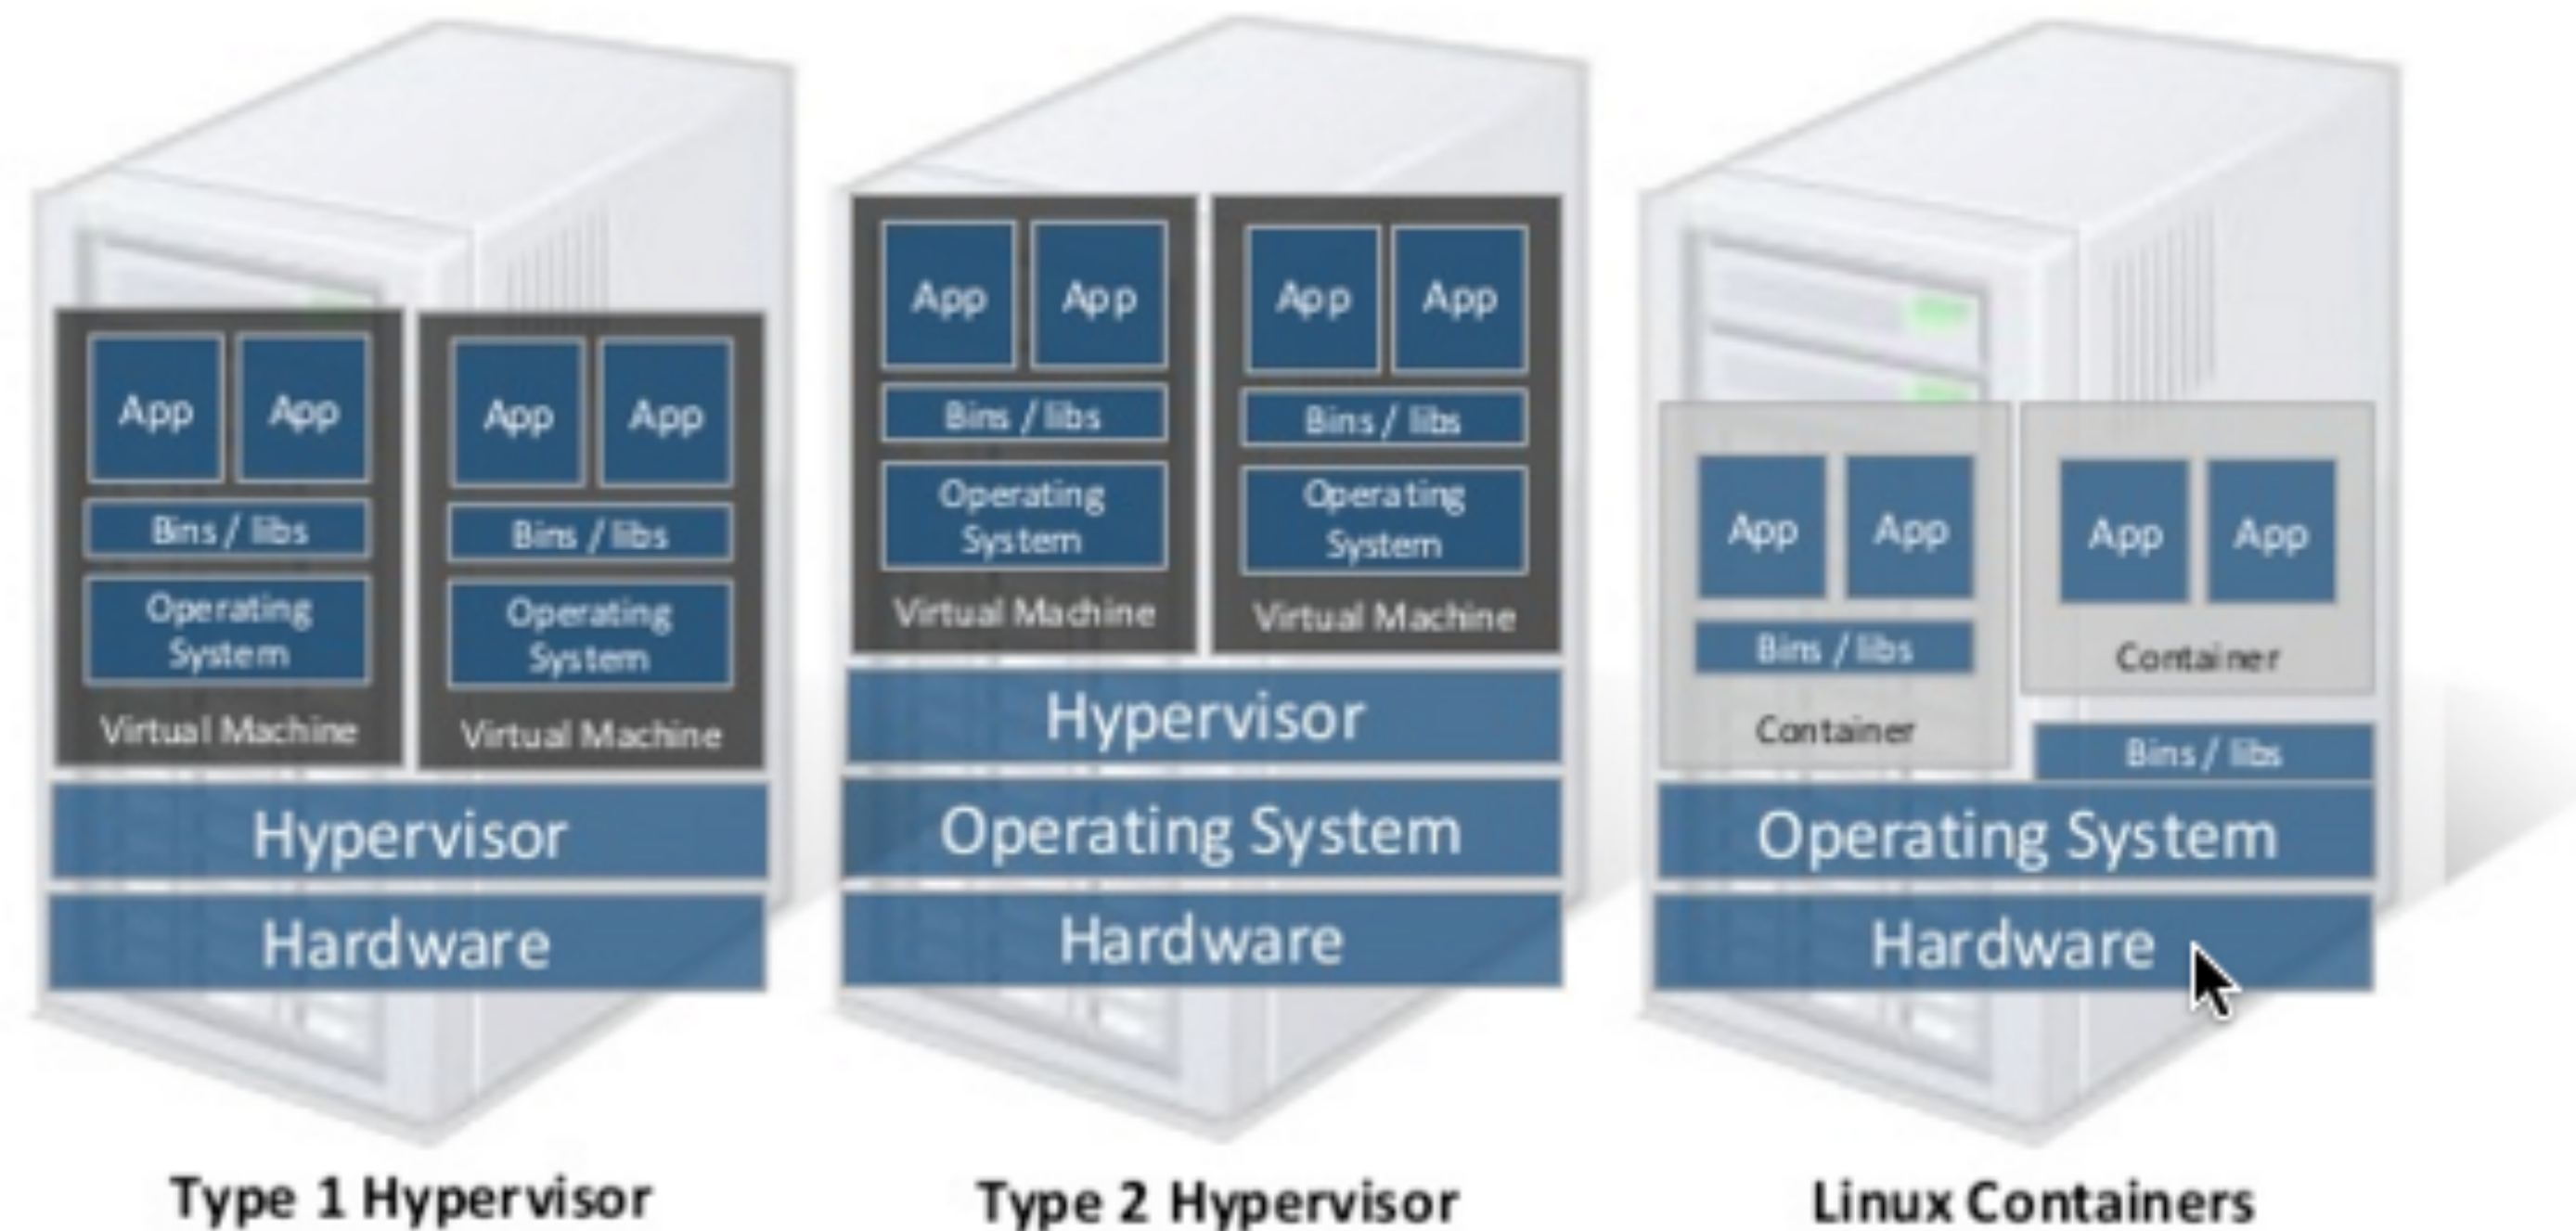 App App
Bins / libs
Operating
System
Virtual Machine
App App
Bins / libs
Operating
System
Virtual Machine
Hypervisor
Hardware
Type 1 Hypervisor
App App
Bins / libs
Operating
System
Virtual Machine
App App
Bins / libs
Operating
System
Virtual Machine
Hypervisor
Operating System
Hardware
Type 2 Hypervisor
App App
Bins / libs
Container
App App
Container
Bins / libs
Operating System
Hardware
Linux Containers